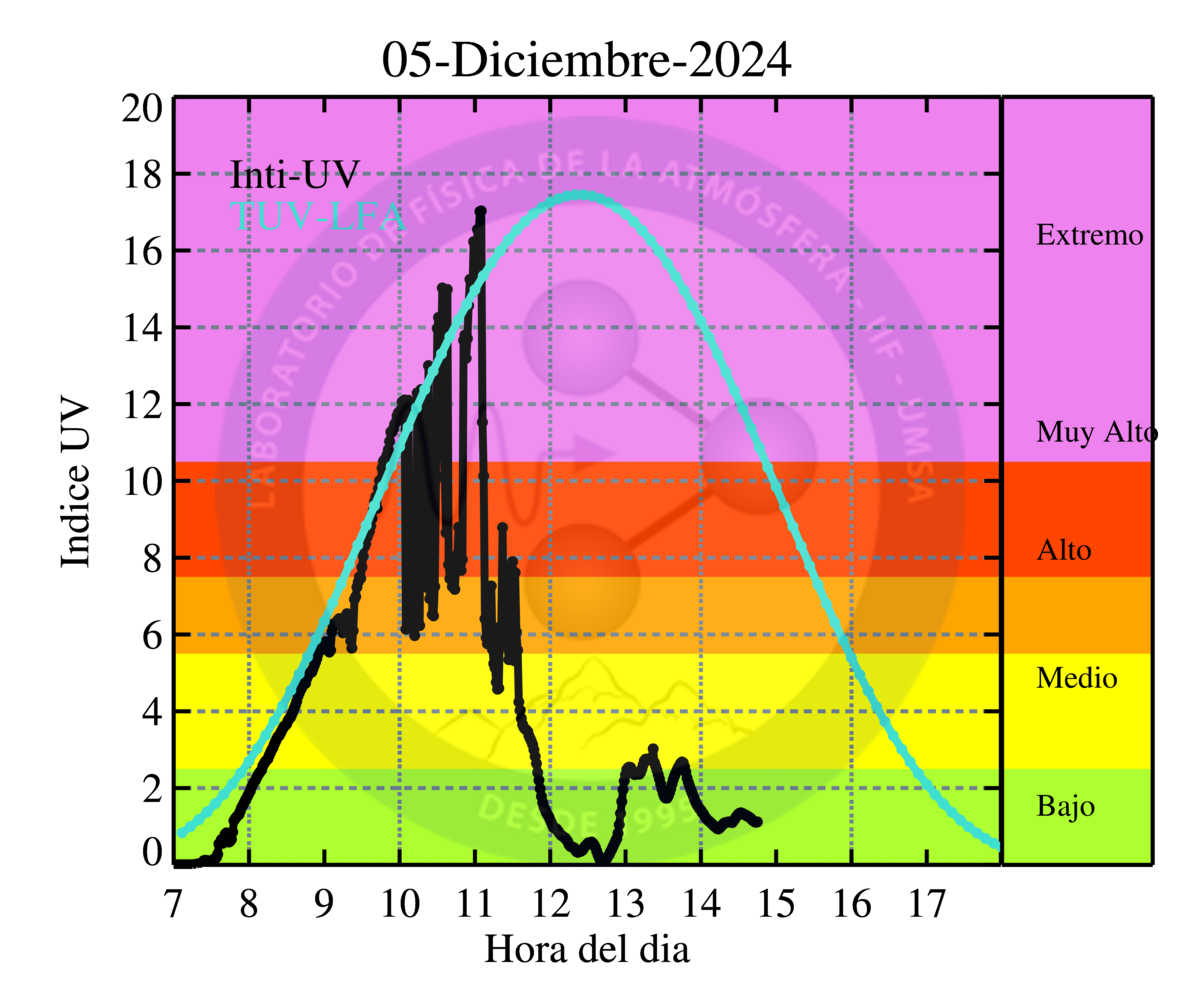 05-Diciembre-2024
Inti-UV
TUV-LFA
LABORATORIO DE FÍSICA DE LA ATMÓSFERA - IIF - UMSA
DESDE 1995
Indice UV
20
18
16
14
12
10
8
6
4
2
0
Extremo
Muy Alto
Alto
Medio
Bajo
7 8 9 10 11 12 13 14 15 16 17
Hora del dia